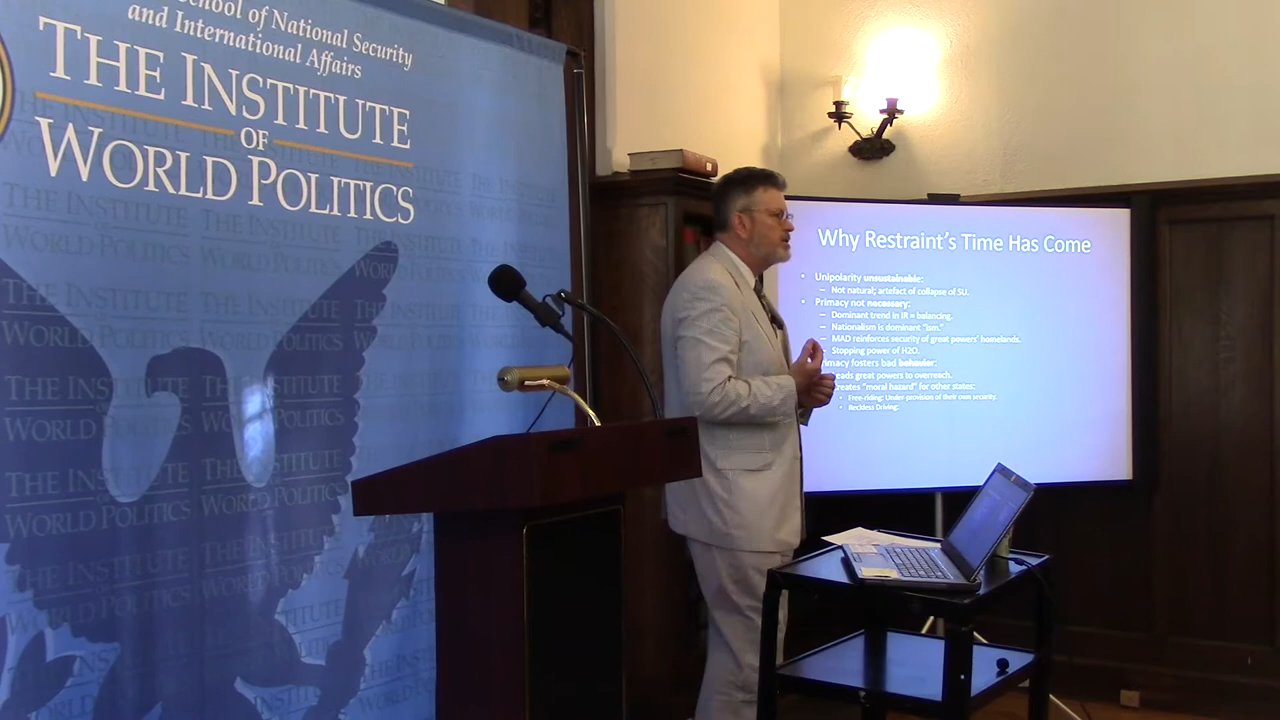 School of National Security
and International Affairs
THE INSTITUTE
OF
WORLD POLITICS
Why Restraint's Time Has Come
• Unipolarity unsustainable:
– Not natural; artefact of collapse of SU.
• Primacy not necessary:
– Dominant trend in IR = balancing.
– Nationalism is dominant "ism."
– MAD reinforces security of great powers' homelands.
Stopping power of H2O.
fosters bad behavior:
great powers to overreach.
"moral hazard" for other states:
• Free-riding: Under provision of their own security.
• Reckless Driving: